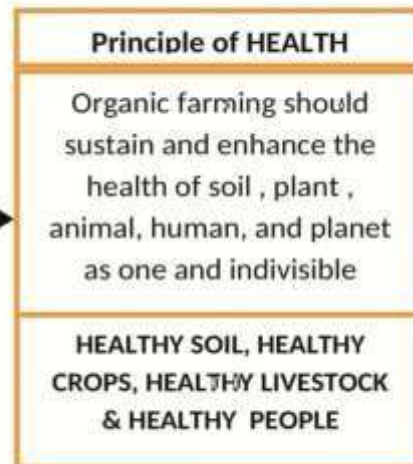 Principle of HEALTH
Organic farming should
sustain and enhance the
health of soil , plant ,
animal, human, and planet
as one and indivisible
HEALTHY SOIL, HEALTHY
CROPS, HEALTHY LIVESTOCK
& HEALTHY PEOPLE